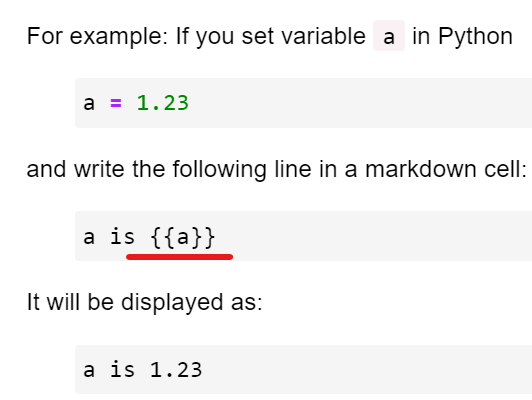 For example: If you set variable a in Python
a = 1.23
and write the following line in a markdown cell:
a is {{a}}
It will be displayed as:
a is 1.23